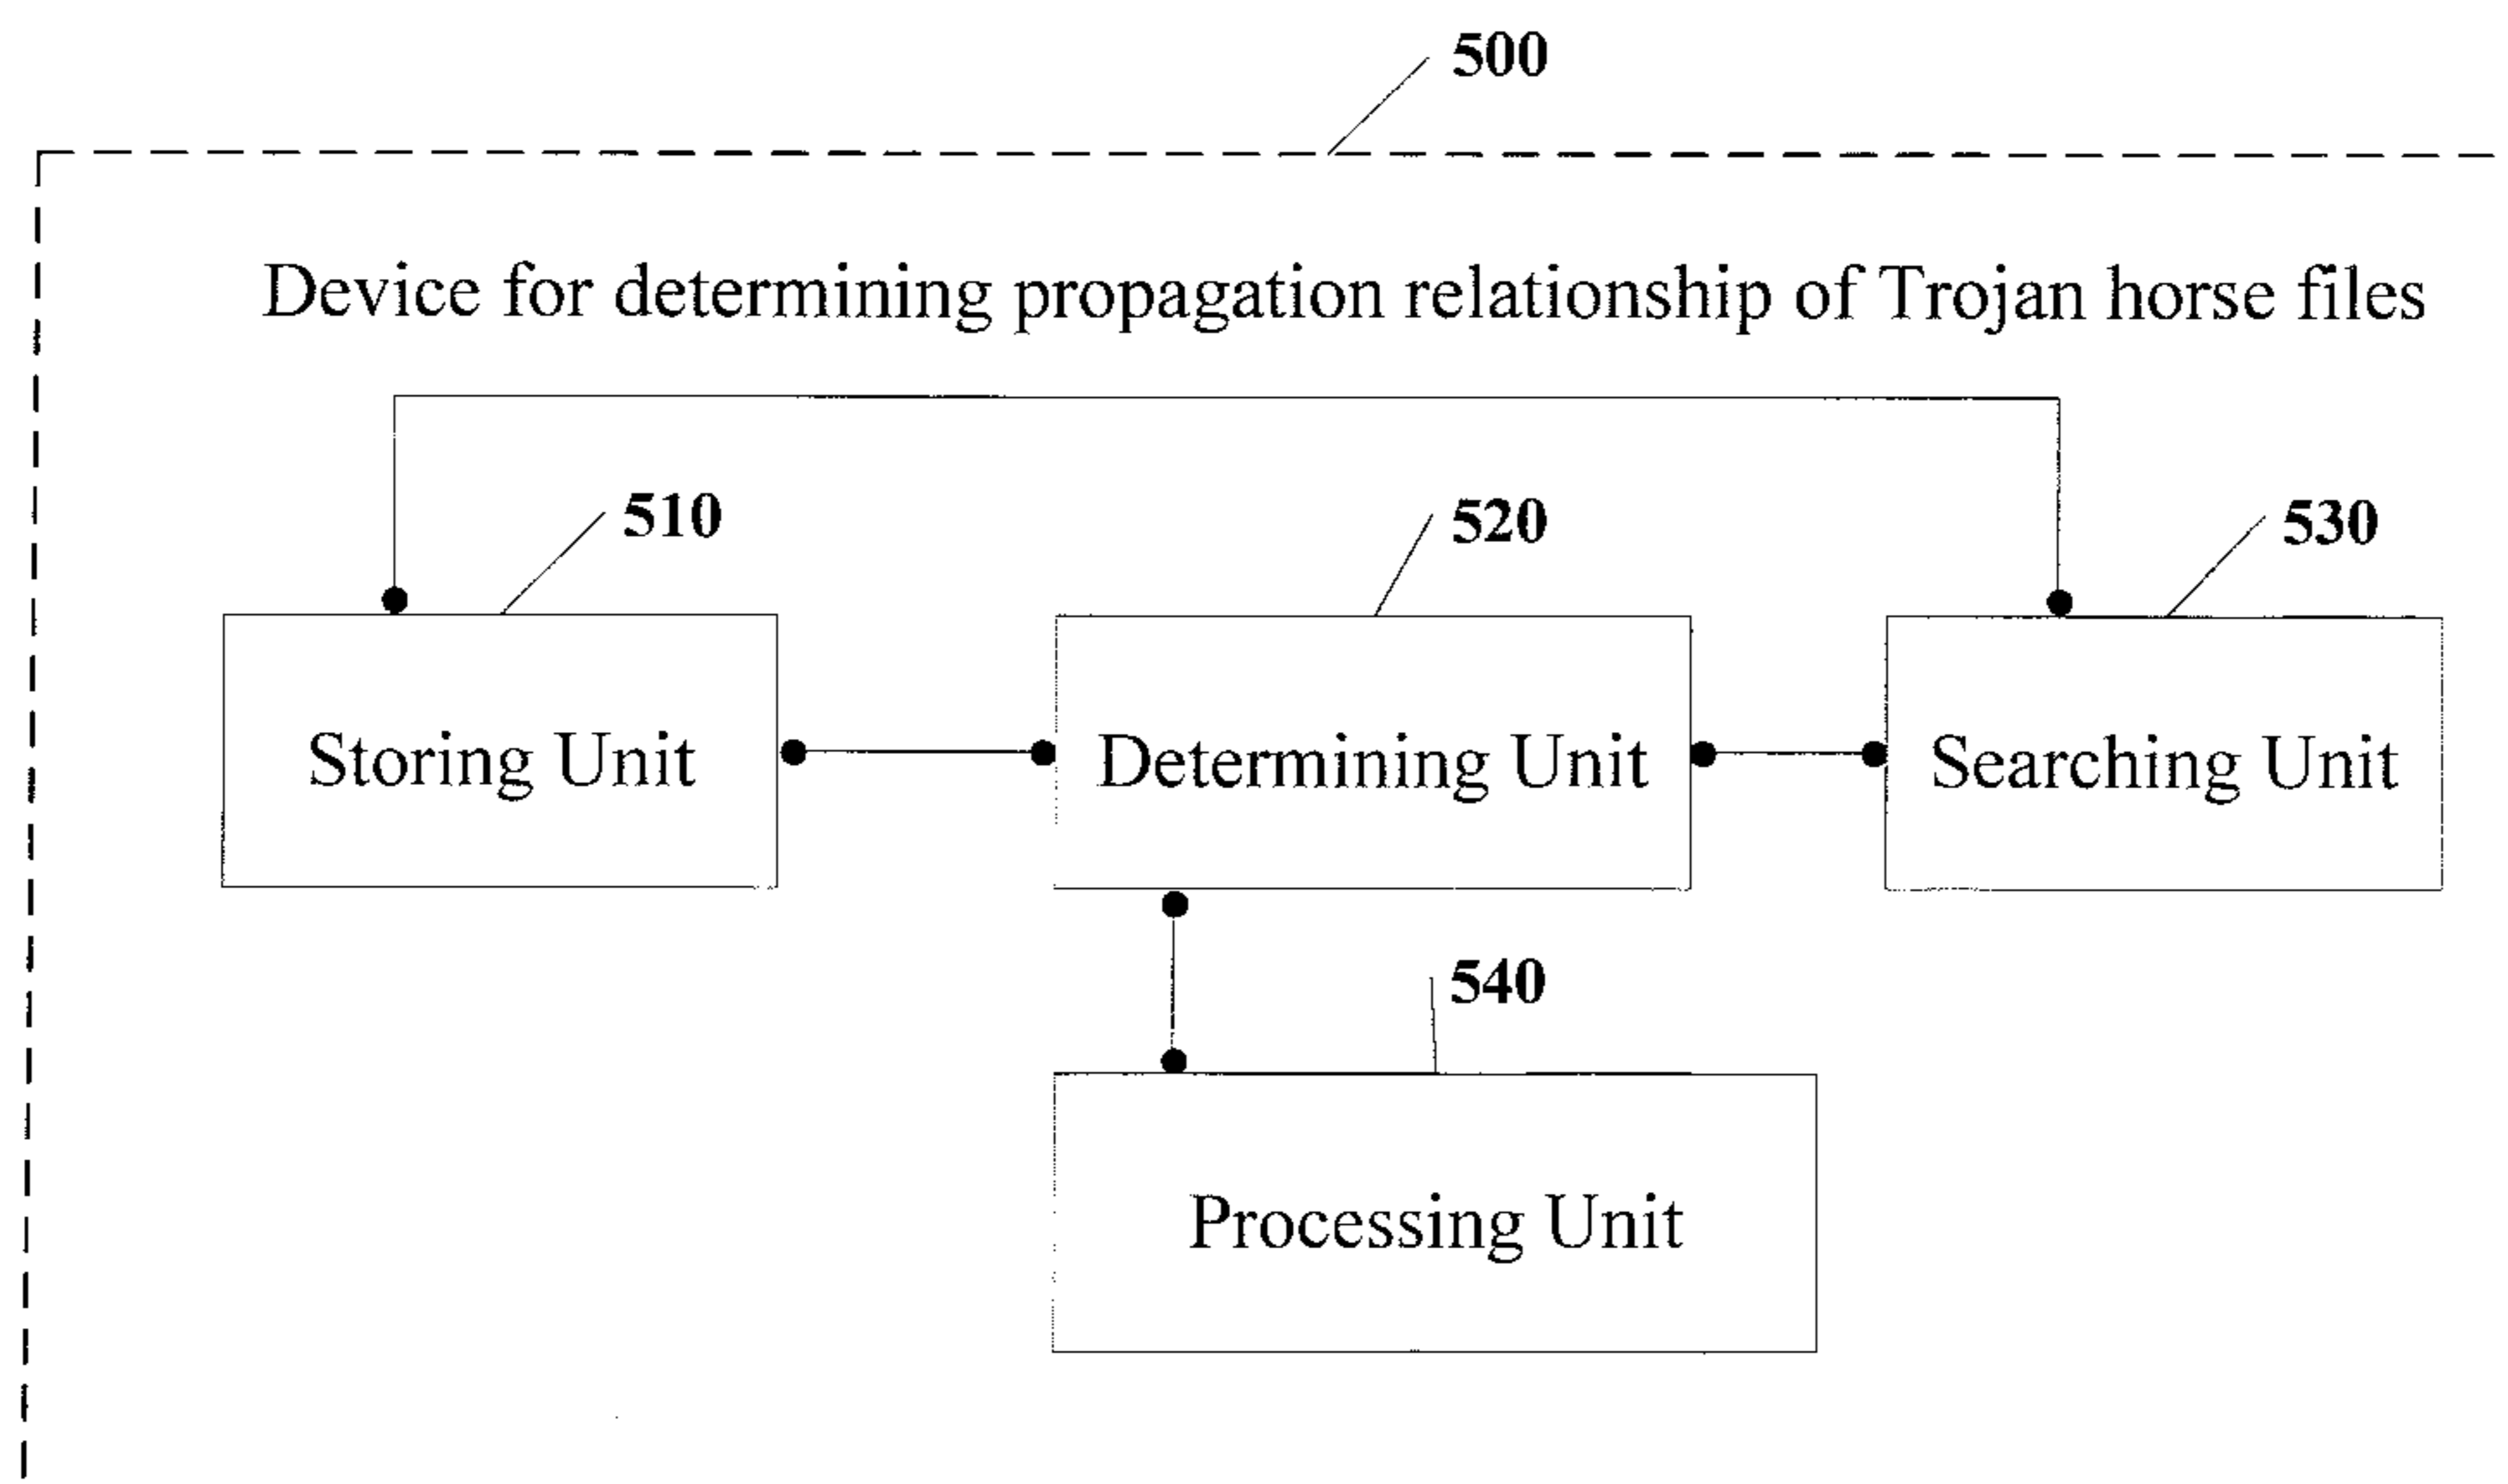 500
Device for determining propagation relationship of Trojan horse files
510
520
530
Storing Unit
Determining Unit
Searching Unit
540
Processing Unit